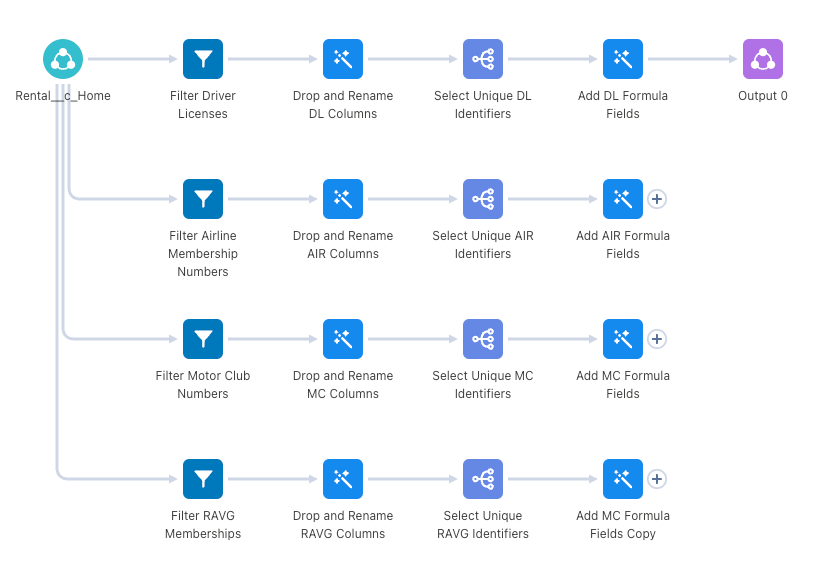 Rental__c_Home
Filter Driver
Licenses
Drop and Rename
DL Columns
Select Unique DL
Identifiers
Add DL Formula
Fields
Output 0
Filter Airline
Membership
Numbers
Drop and Rename
AIR Columns
Select Unique AIR
Identifiers
Add AIR Formula
Fields
Filter Motor Club
Numbers
Drop and Rename
MC Columns
Select Unique MC
Identifiers
Add MC Formula
Fields
Filter RAVG
Memberships
Drop and Rename
RAVG Columns
Select Unique
RAVG Identifiers
Add MC Formula
Fields Copy